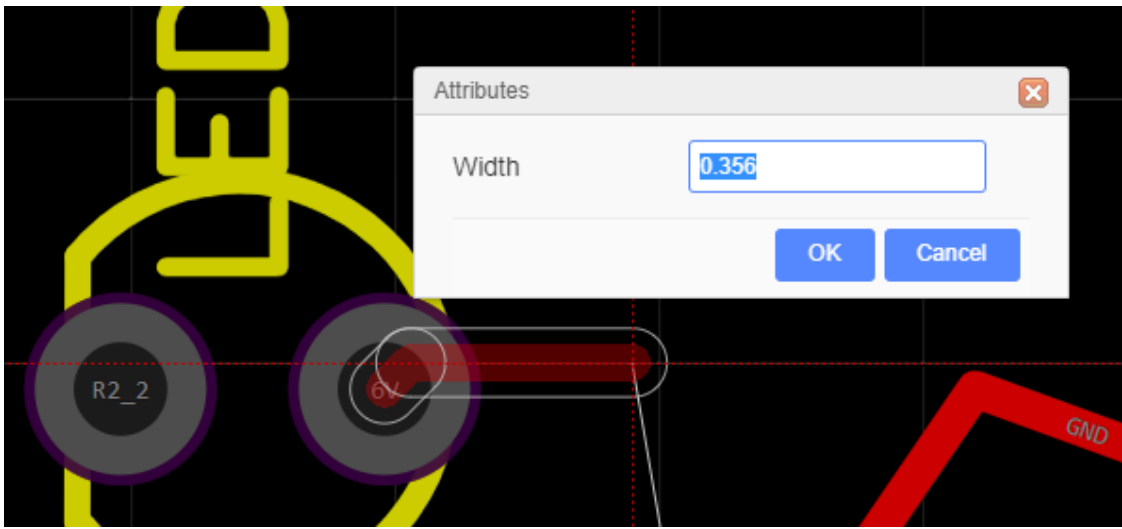 LED
Attributes
Width
0.356
OK
Cancel
R2_2
6V
GND